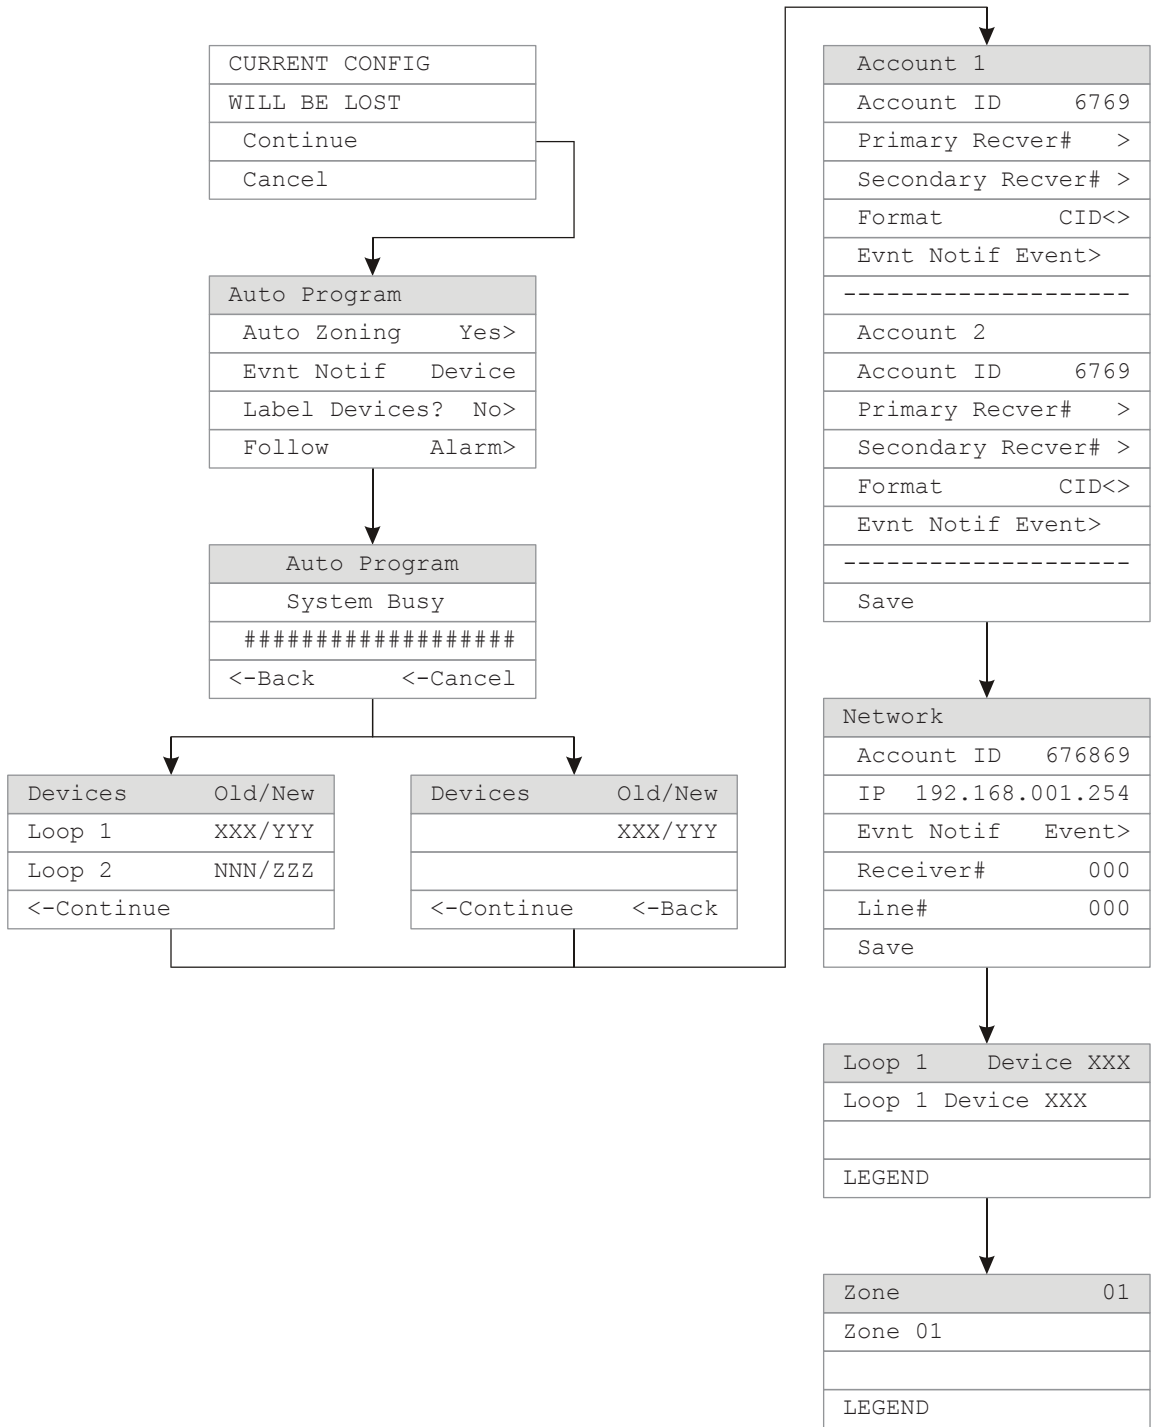 CURRENT CONFIG
WILL BE LOST
Continue
Cancel
Auto Program
Auto Zoning Yes>
Evnt Notif Device
Label Devices? No>
Follow Alarm>
Auto Program
System Busy
###################
<-Back <-Cancel
Devices Old/New
Loop 1 XXX/YYY
Loop 2 NNN/ZZZ
<-Continue
Devices Old/New
XXX/YYY
<-Continue <-Back
Account 1
Account ID 6769
Primary Recver# >
Secondary Recver# >
Format CID<>
Evnt Notif Event>
--------------------
Account 2
Account ID 6769
Primary Recver# >
Secondary Recver# >
Format CID<>
Evnt Notif Event>
--------------------
Save
Network
Account ID 676869
IP 192.168.001.254
Evnt Notif Event>
Receiver# 000
Line# 000
Save
Loop 1 Device XXX
Loop 1 Device XXX
LEGEND
Zone 01
Zone 01
LEGEND